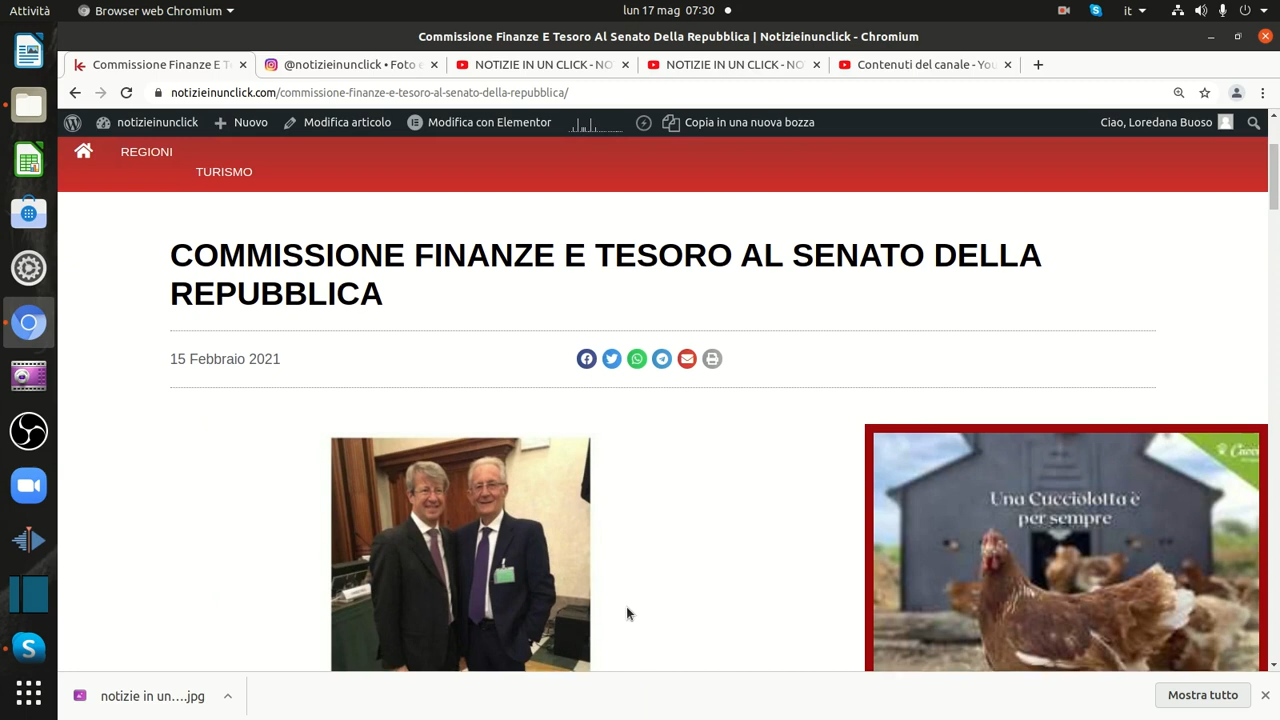 Attività
Browser web Chromium
lun 17 mag 07:30
it
Commissione Finanze E Tesoro Al Senato Della Repubblica | Notizieinunclick - Chromium
Commissione Finanze E T
@notizieinunclick • Foto e
NOTIZIE IN UN CLICK - NO
NOTIZIE IN UN CLICK - NO
Contenuti del canale - You
notizieinunclick.com/commissione-finanze-e-tesoro-al-senato-della-repubblica/
notizieinunclick
Nuovo
Modifica articolo
Modifica con Elementor
Copia in una nuova bozza
Ciao, Loredana Buoso
REGIONI
TURISMO
COMMISSIONE FINANZE E TESORO AL SENATO DELLA
REPUBBLICA
15 Febbraio 2021
Una Cucciolotta è
per sempre
notizie in un….jpg
Mostra tutto